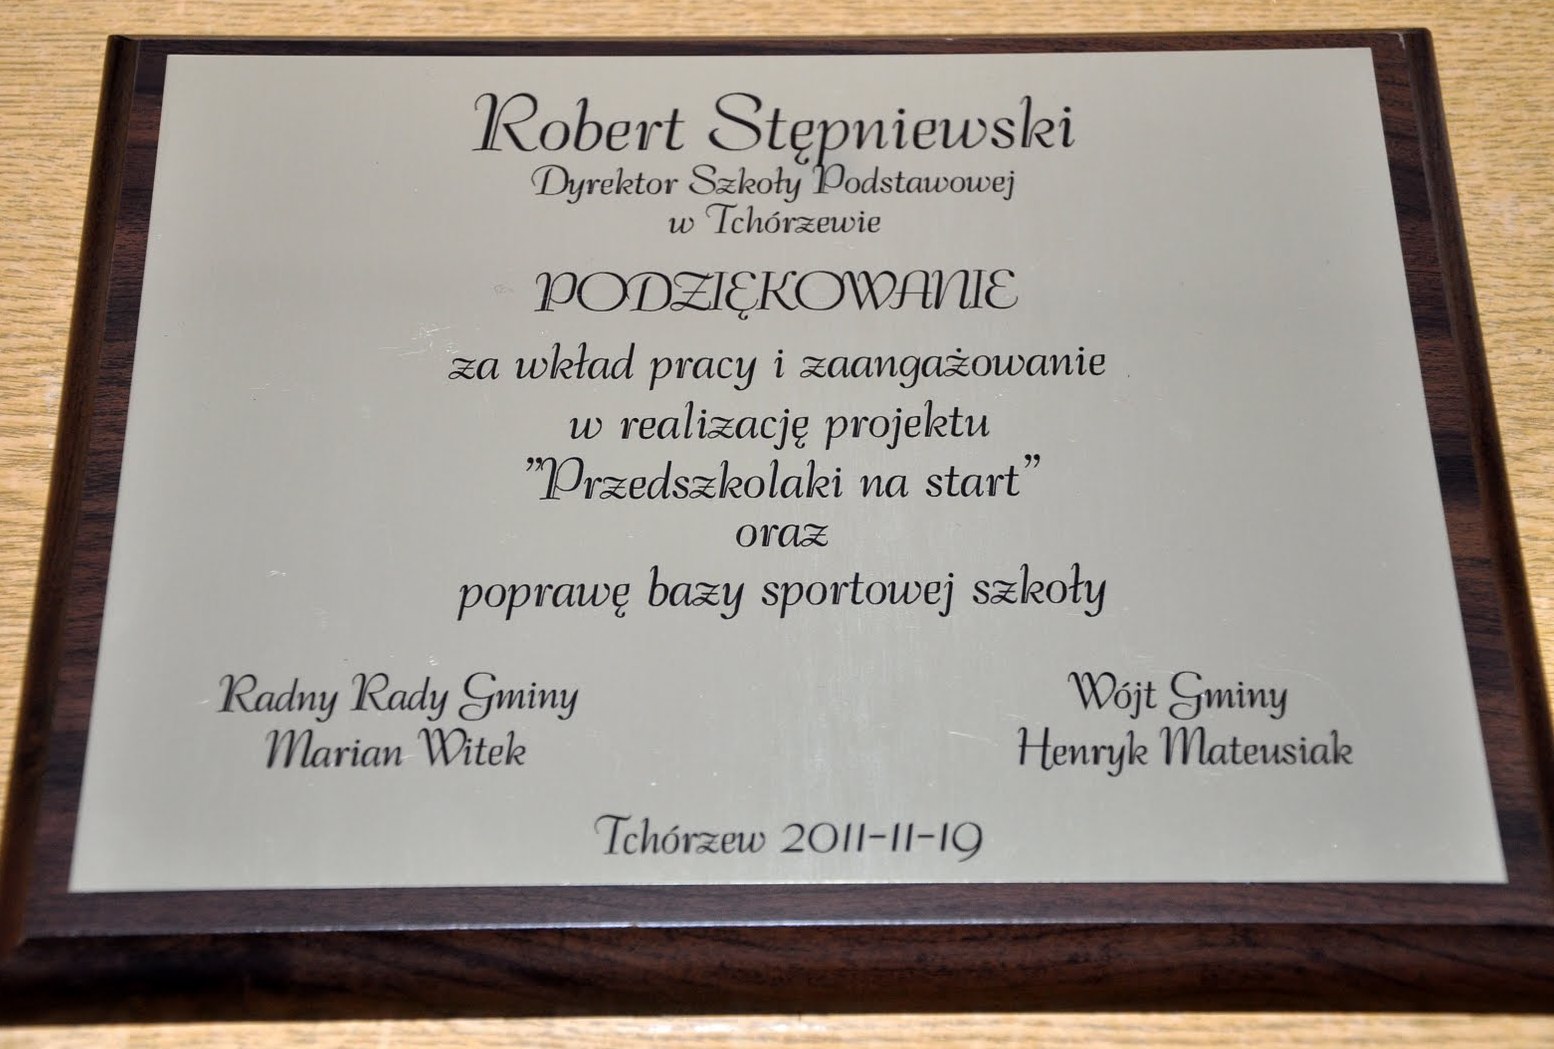 Robert Stępniewski
Dyrektor Szkoły Podstawowej
w Tchórzewie
PODZIĘKOWANIE
za wkład pracy i zaangażowanie
w realizację projektu
"Przedszkolaki na start"
oraz
poprawę bazy sportowej szkoły
Radny Rady Gminy
Marian Witek
Wójt Gminy
Henryk Mateusiak
Tchórzew 2011-11-19